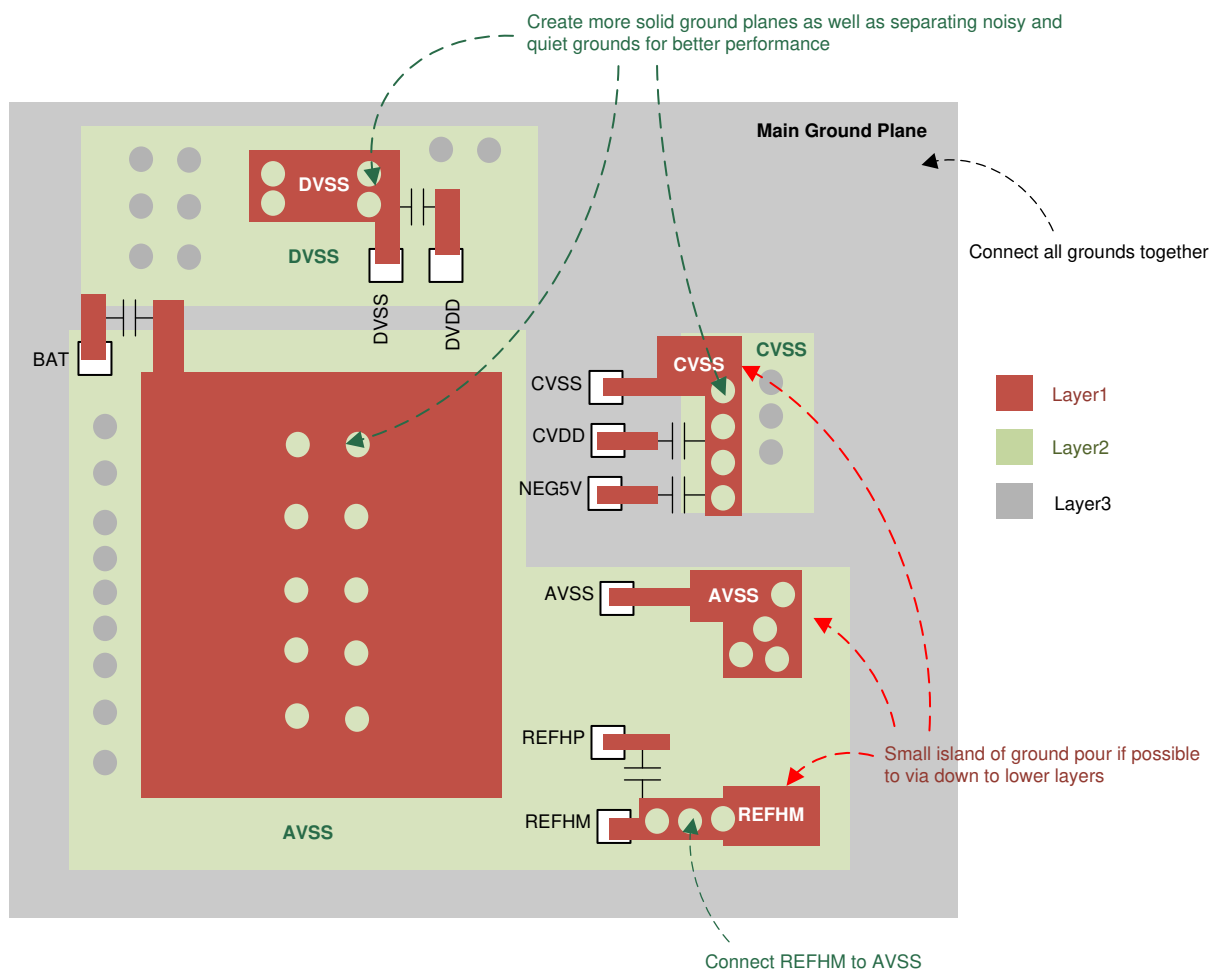 Create more solid ground planes as well as separating noisy and
quiet grounds for better performance
Main Ground Plane
Connect all grounds together
DVSS
DVSS
DVSS
DVDD
BAT
CVSS
CVSS
CVSS
CVDD
NEG5V
Layer1
Layer2
Layer3
AVSS
AVSS
REFHP
Small island of ground pour if possible
to via down to lower layers
REFHM
REFHM
AVSS
Connect REFHM to AVSS